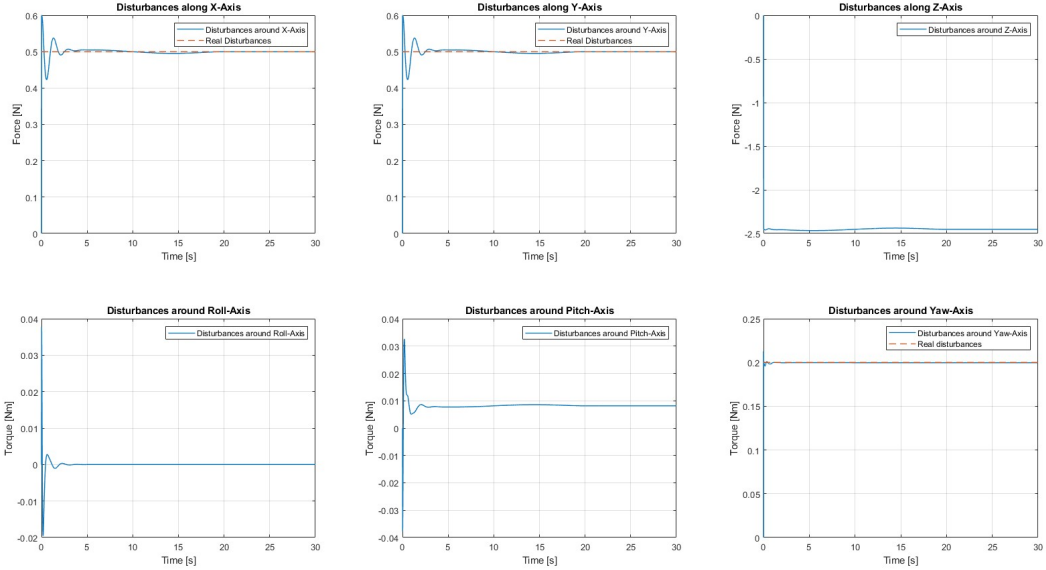 Disturbances along X-Axis
Disturbances around X-Axis
Real Disturbances
0.6
0.5
0.4
0.3
0.2
0.1
0
Force [N]
0 5 10 15 20 25 30
Time [s]
Disturbances along Y-Axis
Disturbances around Y-Axis
Real Disturbances
0.6
0.5
0.4
0.3
0.2
0.1
0
Force [N]
0 5 10 15 20 25 30
Time [s]
Disturbances along Z-Axis
Disturbances around Z-Axis
0
-0.5
-1
-1.5
-2
-2.5
Force [N]
0 5 10 15 20 25 30
Time [s]
Disturbances around Roll-Axis
Disturbances around Roll-Axis
0.04
0.03
0.02
0.01
0
-0.01
-0.02
Torque [Nm]
0 5 10 15 20 25 30
Time [s]
Disturbances around Pitch-Axis
Disturbances around Pitch-Axis
0.04
0.03
0.02
0.01
0
-0.01
-0.02
-0.03
-0.04
Torque [Nm]
0 5 10 15 20 25 30
Time [s]
Disturbances around Yaw-Axis
Disturbances around Yaw-Axis
Real disturbances
0.25
0.2
0.15
0.1
0.05
0
Torque [Nm]
0 5 10 15 20 25 30
Time [s]